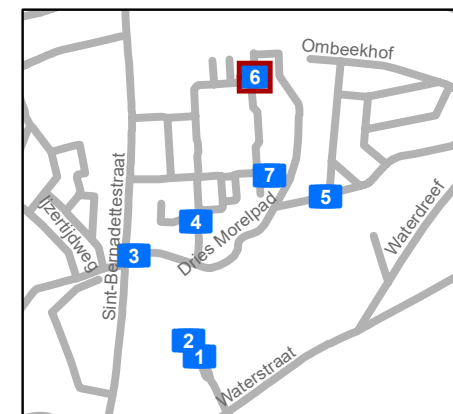 Ombeekhof
6
7
5
Ijzertijdweg
Sint-Bernadettestraat
4
Dries Morelpad
Waterdreef
3
2
1
Waterstraat